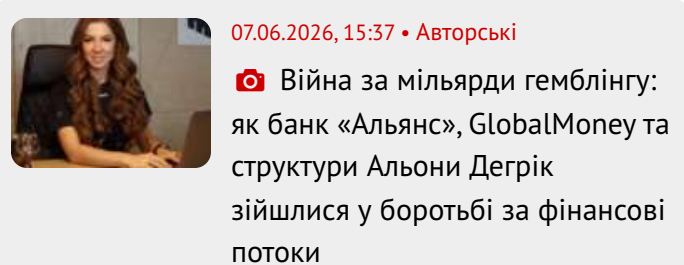 07.06.2026, 15:37 • Авторські
Війна за мільярди гемблінгу:
як банк «Альянс», GlobalMoney та
структури Альони Дегрік
зійшлися у боротьбі за фінансові
потоки